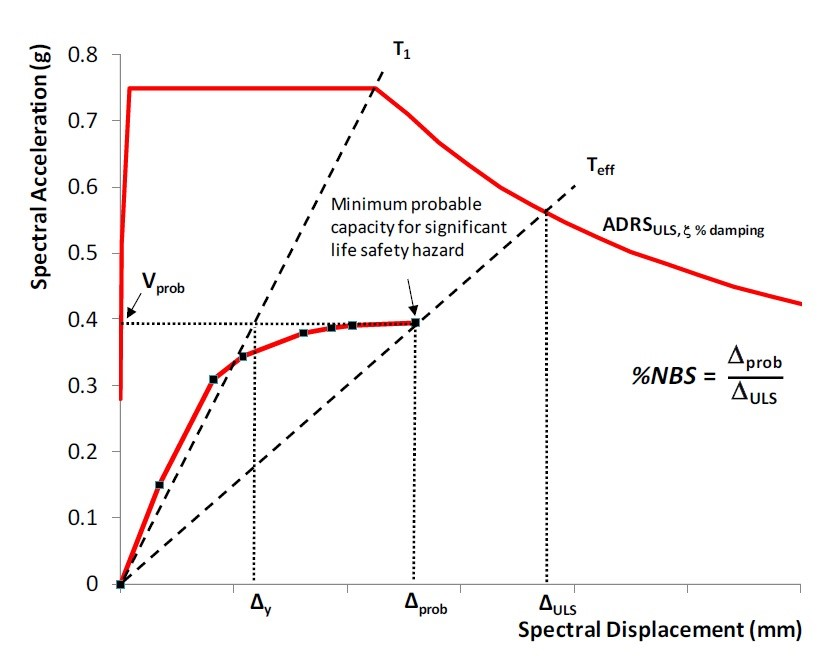 Spectral Acceleration (g)
0.8
0.7
0.6
0.5
0.4
0.3
0.2
0.1
0
T1
Teff
Minimum probable
capacity for significant
life safety hazard
ADRSULS, ξ % damping
Vprob
%NBS = Δprob
ΔULS
Δy
Δprob
ΔULS
Spectral Displacement (mm)